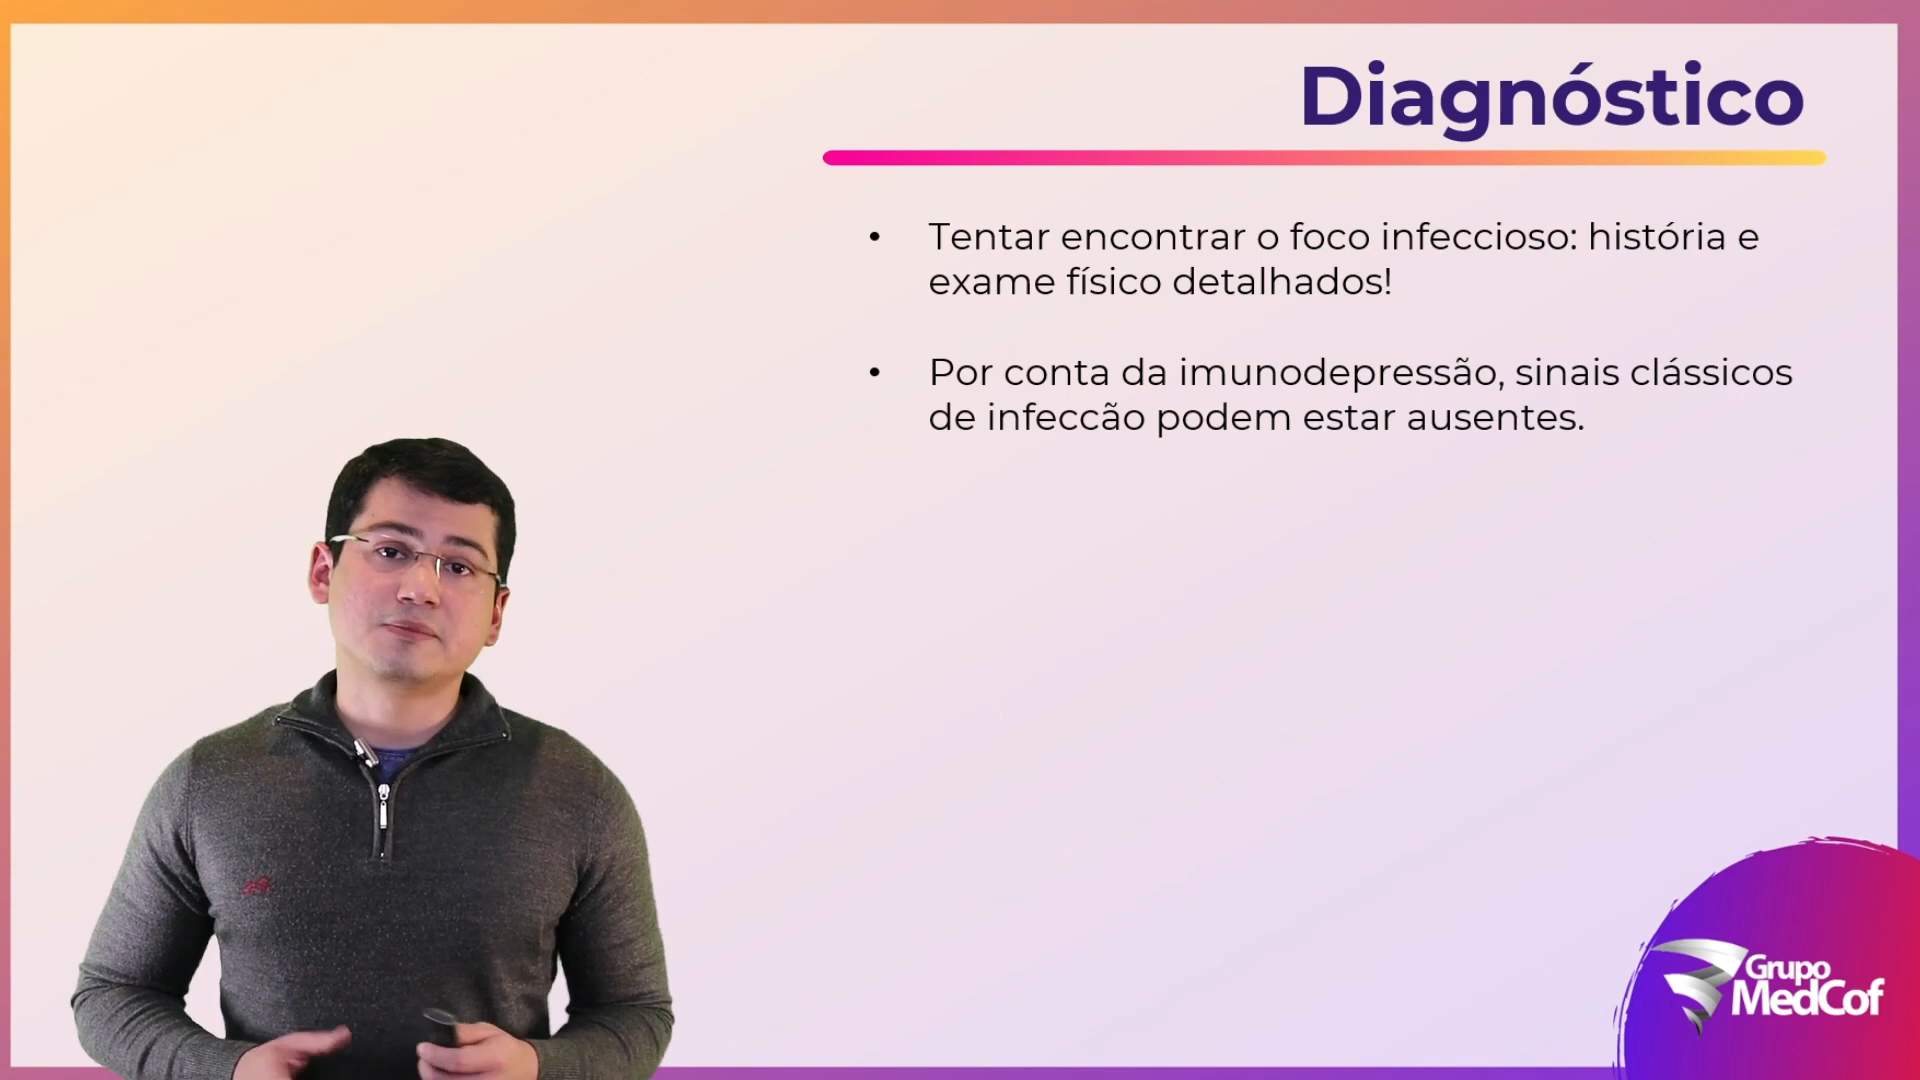 Diagnóstico
• Tentar encontrar o foco infeccioso: história e
exame físico detalhados!
• Por conta da imunodepressão, sinais clássicos
de infeccão podem estar ausentes.
Grupo
MedCof